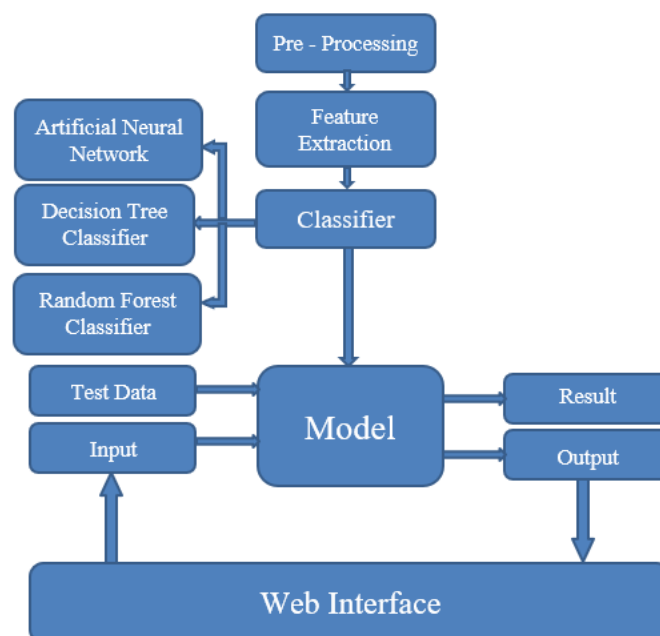 Pre - Processing
Feature
Extraction
Artificial Neural
Network
Decision Tree
Classifier
Classifier
Random Forest
Classifier
Test Data
Model
Result
Input
Output
Web Interface